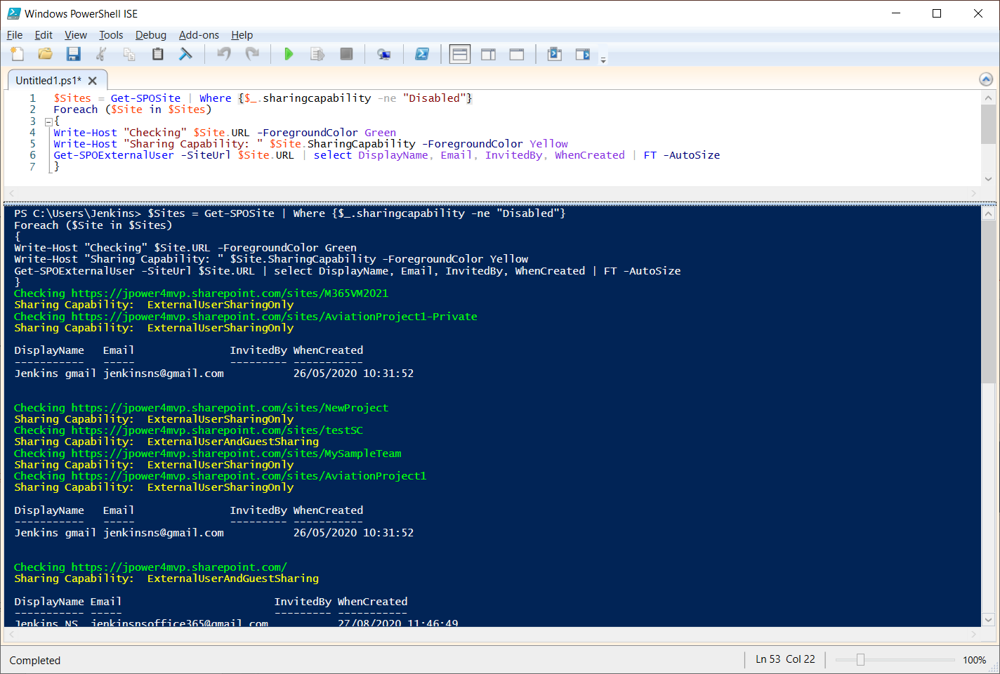 Windows PowerShell ISE
File Edit View Tools Debug Add-ons Help
Untitled1.ps1*
1 $Sites = Get-SPOSite | Where {$_.sharingcapability -ne "Disabled"}
2 Foreach ($Site in $Sites)
3 {
4 Write-Host "Checking" $Site.URL -ForegroundColor Green
5 Write-Host "Sharing Capability: " $Site.SharingCapability -ForegroundColor Yellow
6 Get-SPOExternalUser -SiteUrl $Site.URL | select DisplayName, Email, InvitedBy, WhenCreated | FT -AutoSize
7 }
PS C:\Users\Jenkins> $Sites = Get-SPOSite | Where {$_.sharingcapability -ne "Disabled"}
Foreach ($Site in $Sites)
{
Write-Host "Checking" $Site.URL -ForegroundColor Green
Write-Host "Sharing Capability: " $Site.SharingCapability -ForegroundColor Yellow
Get-SPOExternalUser -SiteUrl $Site.URL | select DisplayName, Email, InvitedBy, WhenCreated | FT -AutoSize
}
Checking https://jpower4mvp.sharepoint.com/sites/M365VM2021
Sharing Capability:  ExternalUserSharingOnly
Checking https://jpower4mvp.sharepoint.com/sites/AviationProject1-Private
Sharing Capability:  ExternalUserSharingOnly
DisplayName   Email               InvitedBy WhenCreated
-----------   -----               --------- -----------
Jenkins gmail jenkinsns@gmail.com           26/05/2020 10:31:52
Checking https://jpower4mvp.sharepoint.com/sites/NewProject
Sharing Capability:  ExternalUserSharingOnly
Checking https://jpower4mvp.sharepoint.com/sites/testSC
Sharing Capability:  ExternalUserAndGuestSharing
Checking https://jpower4mvp.sharepoint.com/sites/MySampleTeam
Sharing Capability:  ExternalUserSharingOnly
Checking https://jpower4mvp.sharepoint.com/sites/AviationProject1
Sharing Capability:  ExternalUserSharingOnly
DisplayName   Email               InvitedBy WhenCreated
-----------   -----               --------- -----------
Jenkins gmail jenkinsns@gmail.com           26/05/2020 10:31:52
Checking https://jpower4mvp.sharepoint.com/
Sharing Capability:  ExternalUserAndGuestSharing
DisplayName Email                        InvitedBy WhenCreated
----------- -----                        --------- -----------
Jenkins NS  jenkinsnsoffice365@gmail.com           27/08/2020 11:46:49
Completed
Ln 53 Col 22
100%